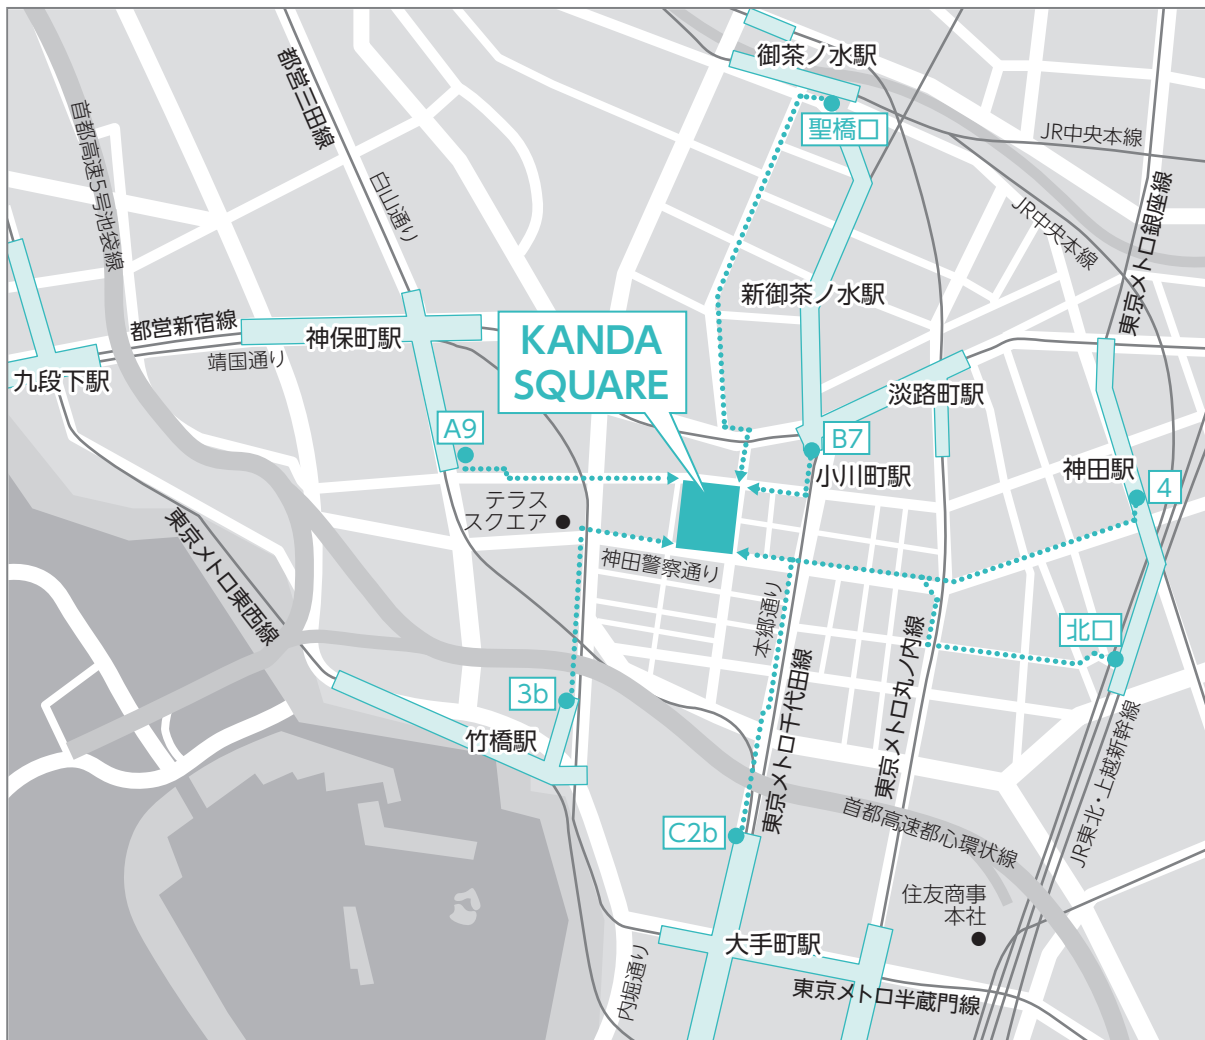 御茶ノ水駅
聖橋口
JR中央本線
JR中央本線
東京メトロ銀座線
都営三田線
首都高速5号池袋線
白山通り
新御茶ノ水駅
都営新宿線
神保町駅
靖国通り
九段下駅
KANDA
SQUARE
淡路町駅
A9
B7
小川町駅
神田駅
4
テラス
スクエア
神田警察通り
東京メトロ東西線
本郷通り
東京メトロ千代田線
東京メトロ丸ノ内線
北口
3b
竹橋駅
JR東北・上越新幹線
C2b
首都高速都心環状線
住友商事
本社
大手町駅
内堀通り
東京メトロ半蔵門線